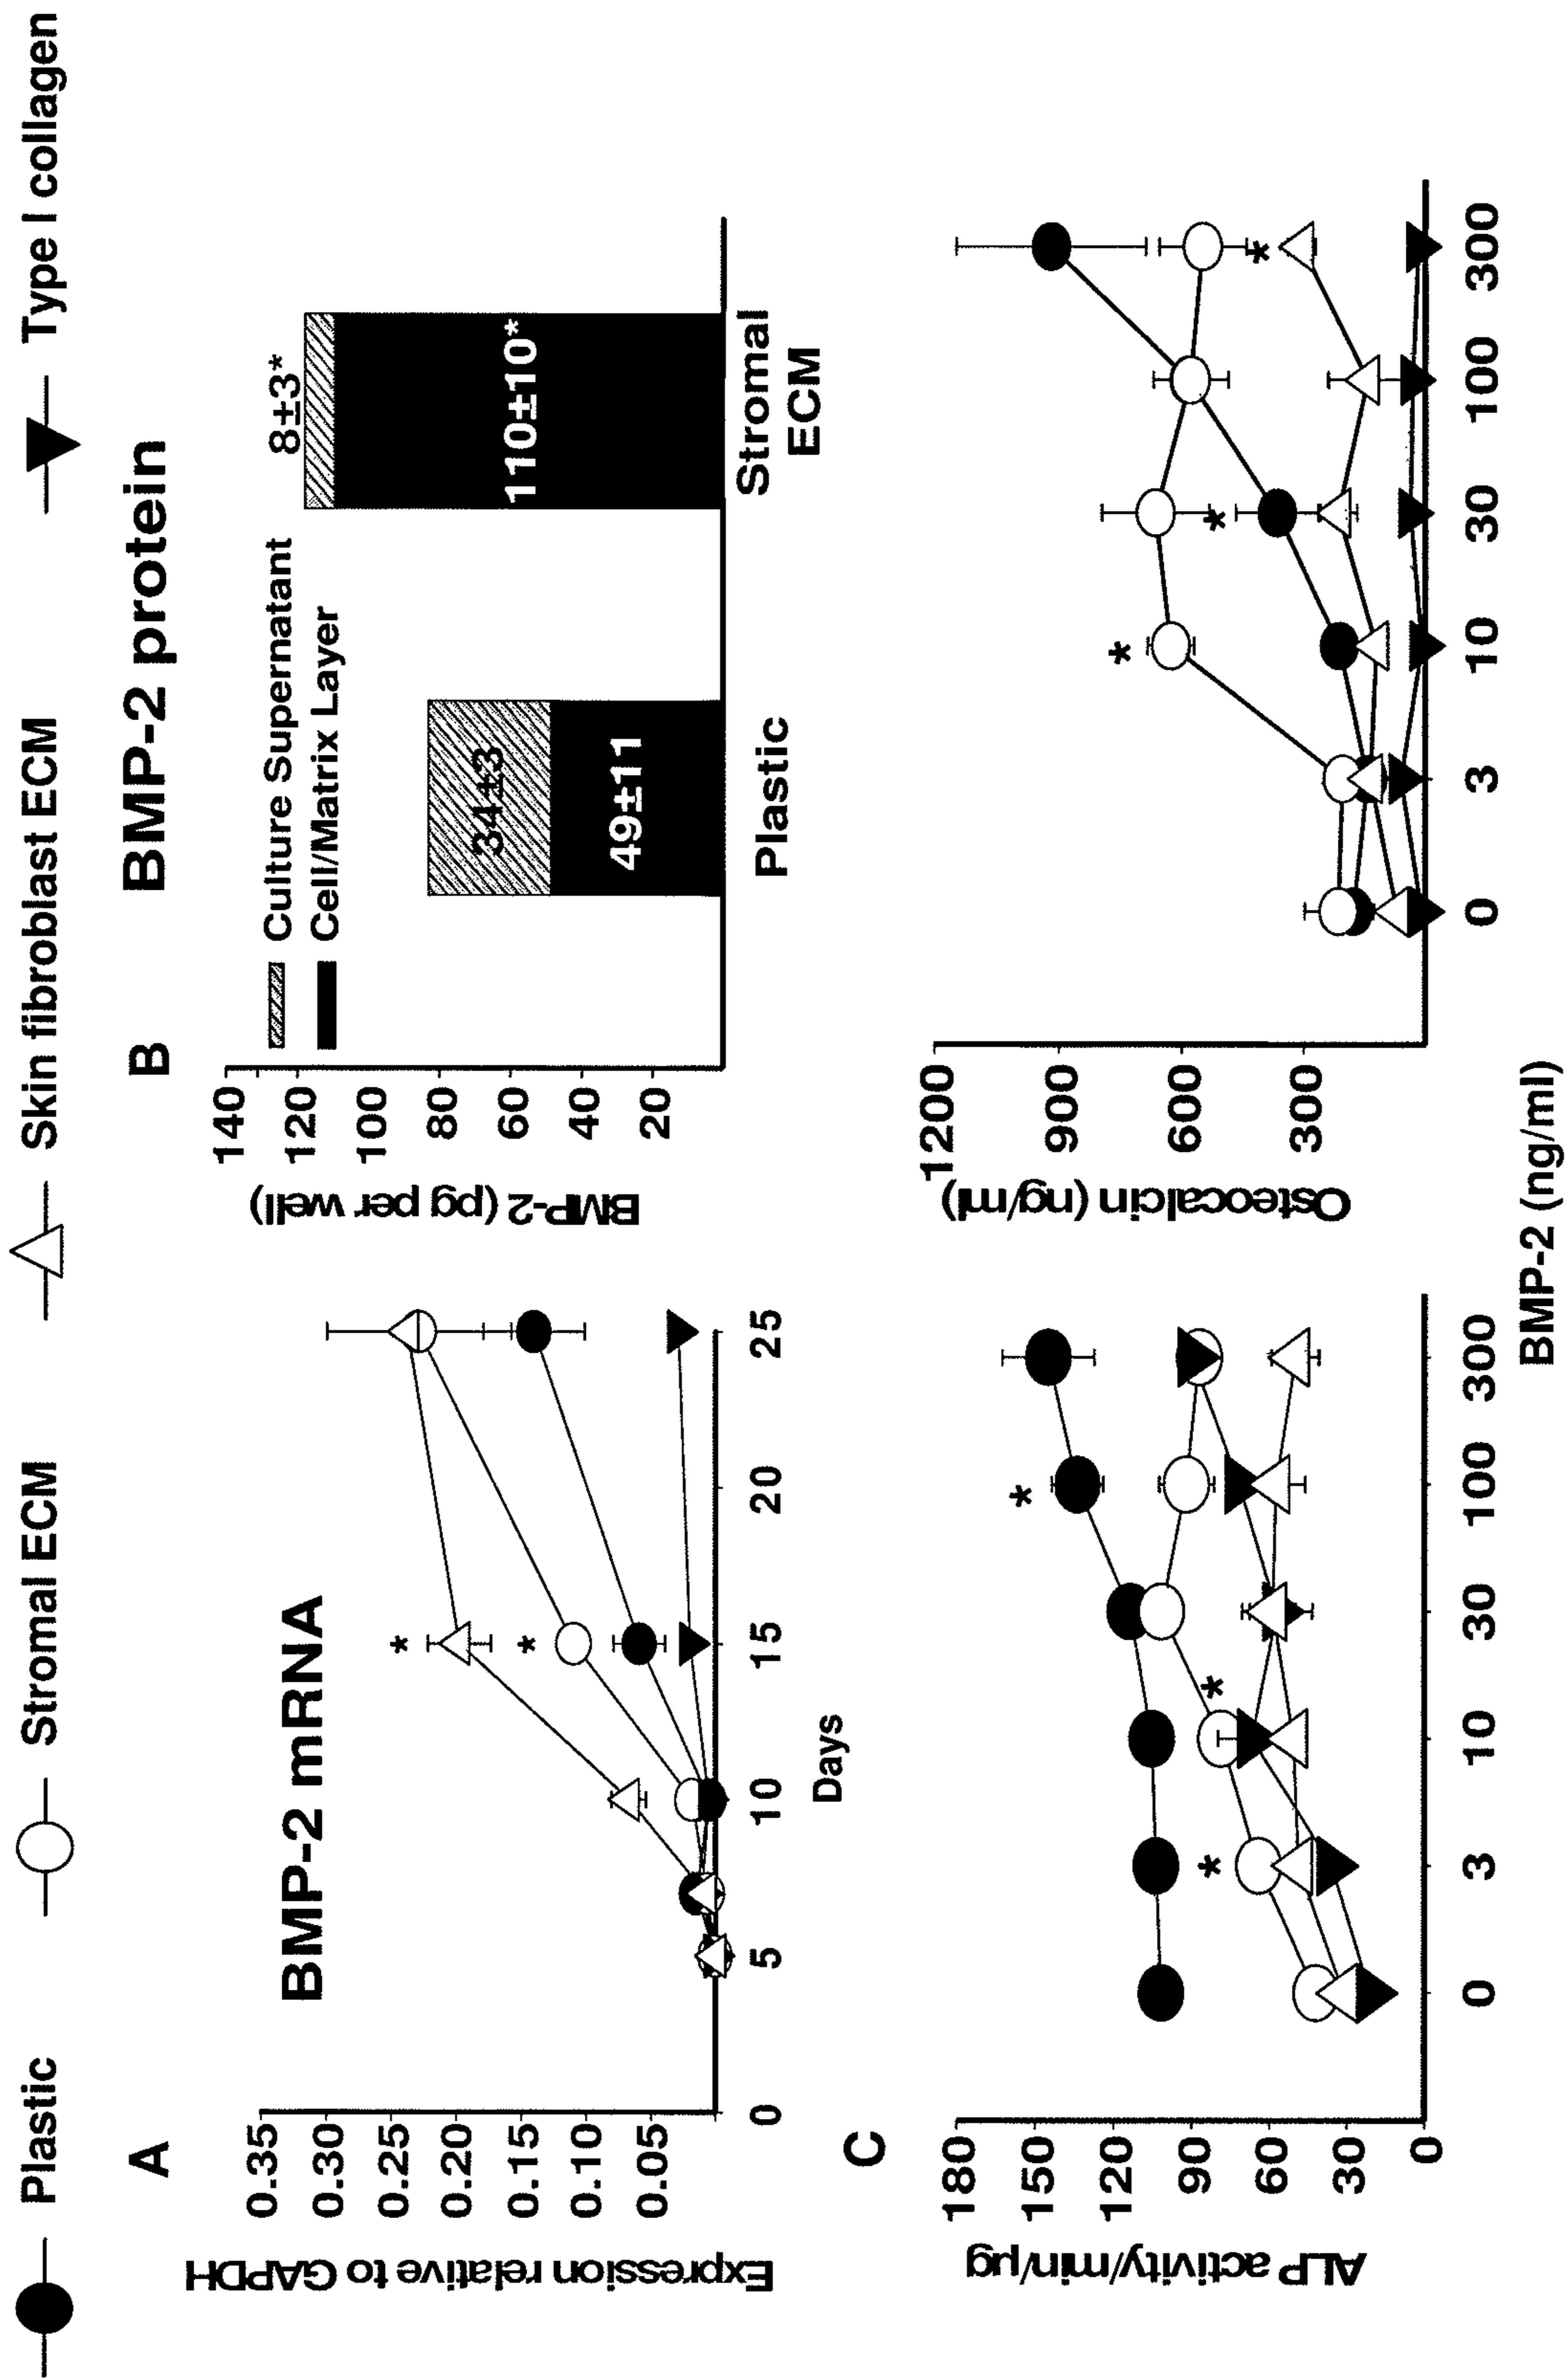 Plastic
Stromal ECM
Skin fibroblast ECM
Type I collagen
A
BMP-2 mRNA
Expression relative to GAPDH
0.35
0.30
0.25
0.20
0.15
0.10
0.05
*
*
0
5
10
15
20
25
Days
B
BMP-2 protein
BMP-2 (pg per well)
140
120
100
80
60
40
20
Culture Supernatant
Cell/Matrix Layer
34±3
49±11
8±3*
110±10*
Plastic
Stromal
ECM
C
ALP activity/min/µg
180
150
120
90
60
30
0
*
*
*
0
3
10
30
100
300
Osteocalcin (ng/ml)
1200
900
600
300
*
*
*
0
3
10
30
100
300
BMP-2 (ng/ml)